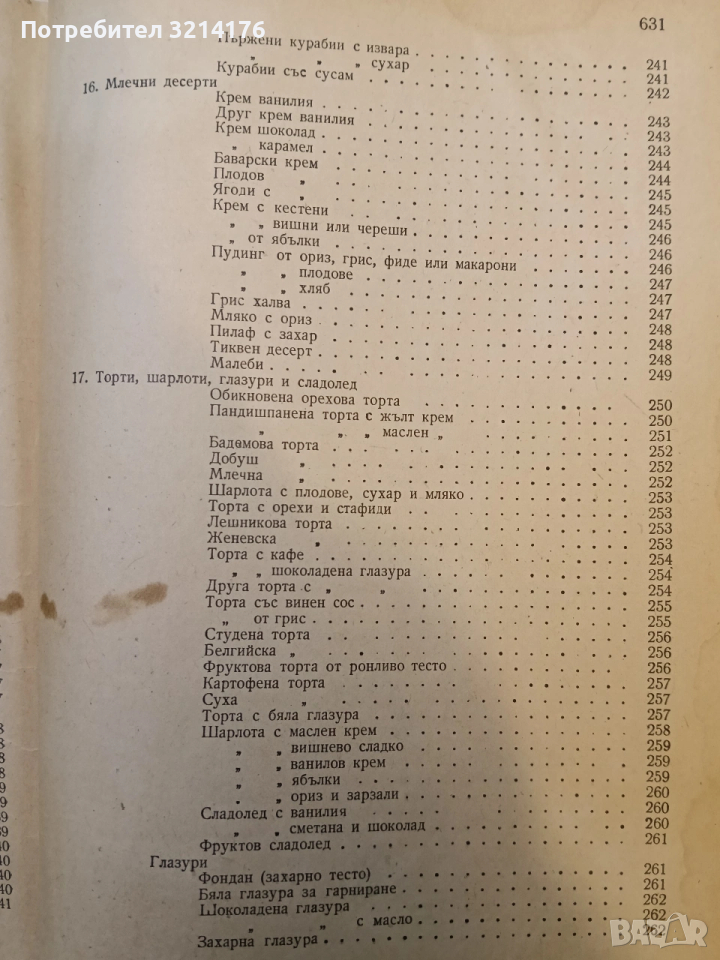 Потребител 3214176
631
Пържени курабии с извара
„ „ „ сухар 241
Курабии със сусам 241
242
16. Млечни десерти
Крем ванилия
Друг крем ванилия 243
Крем шоколад 243
„ карамел 243
Баварски крем 244
Плодов „ 244
Ягоди с „ 245
Крем с кестени 245
„ „ вишни или череши 245
„ от ябълки 246
Пудинг от ориз, грис, фиде или макарони 246
„ „ плодове 246
„ „ хляб 247
Грис халва 247
Мляко с ориз 247
Пилаф с захар 248
Тиквен десерт 248
Малеби 248
249
17. Торти, шарлоти, глазури и сладолед
Обикновена орехова торта 250
Пандишпанена торта с жълт крем 250
„ „ „ маслен „ 251
Бадемова торта 252
Добуш „ 252
Млечна „ 252
Шарлота с плодове, сухар и мляко 253
Торта с орехи и стафиди 253
Лешникова торта 253
Женевска „ 253
Торта с кафе 254
„ „ шоколадена глазура 254
Друга торта с „ „ 254
Торта със винен сос 255
„ от грис 255
Студена торта 256
Белгийска „ 256
Фруктова торта от ронливо тесто 256
Картофена торта 257
Суха „ 257
Торта с бяла глазура 257
Шарлота с маслен крем 258
„ „ вишнево сладко 259
„ „ ванилов крем 259
„ „ ябълки 259
„ „ ориз и зарзали 260
Сладолед с ванилия 260
„ „ сметана и шоколад 260
Фруктов сладолед 261
Глазури
Фондан (захарно тесто) 261
Бяла глазура за гарниране 261
Шоколадена глазура 262
„ „ с масло 262
Захарна глазура 262
BAZAR